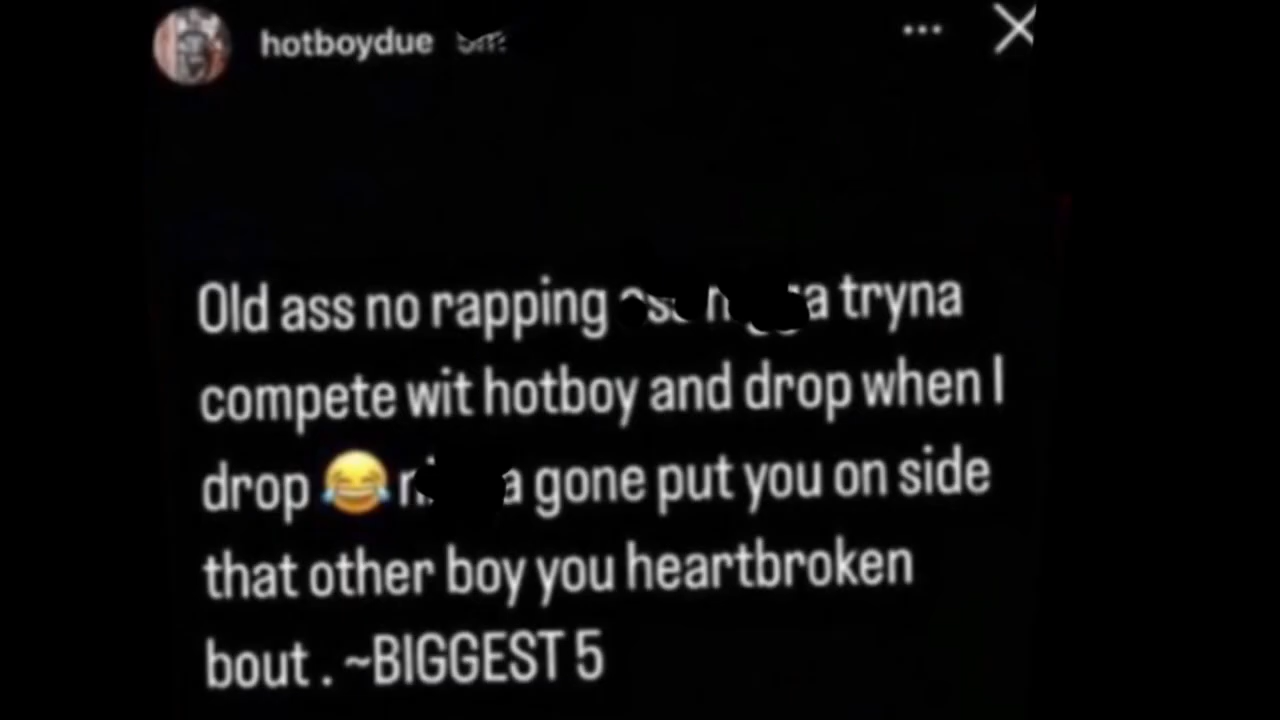 hotboydue
Old ass no rapping tryna
compete wit hotboy and drop when I
drop 😂 gone put you on side
that other boy you heartbroken
bout . ~BIGGEST 5